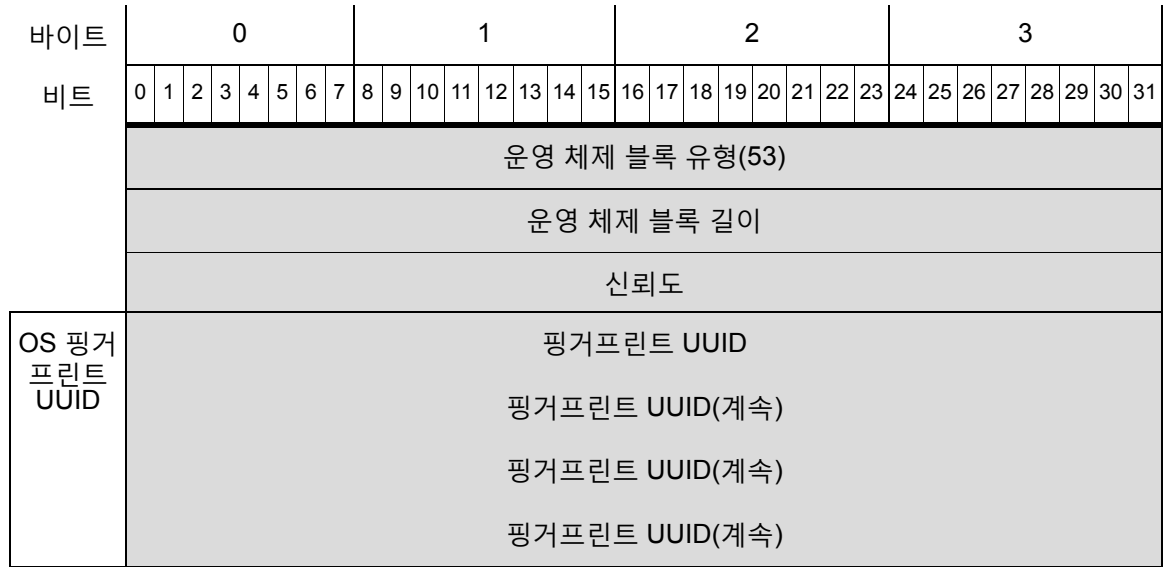 바이트 0 1 2 3
비트 0 1 2 3 4 5 6 7 8 9 10 11 12 13 14 15 16 17 18 19 20 21 22 23 24 25 26 27 28 29 30 31
운영 체제 블록 유형(53)
운영 체제 블록 길이
신뢰도
OS 핑거
프린트
UUID
핑거프린트 UUID
핑거프린트 UUID(계속)
핑거프린트 UUID(계속)
핑거프린트 UUID(계속)